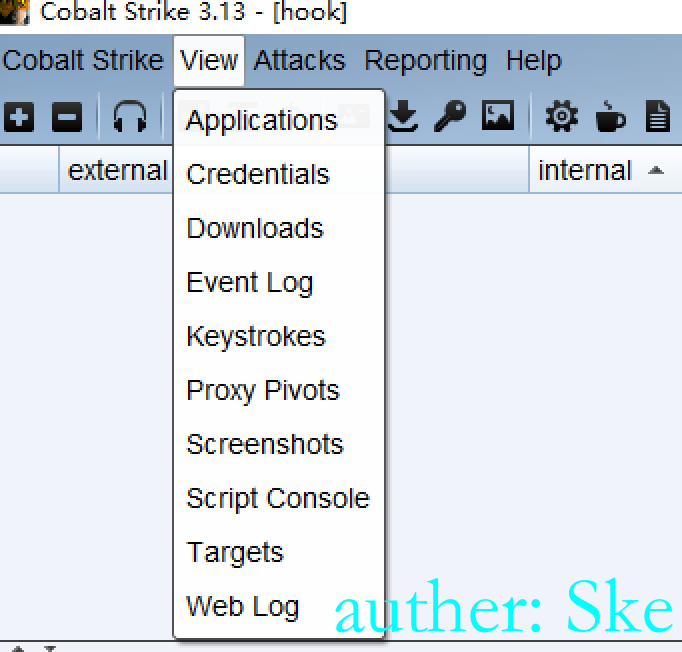 Cobalt Strike 3.13 - [hook]
Cobalt Strike View Attacks Reporting Help
external internal
Applications
Credentials
Downloads
Event Log
Keystrokes
Proxy Pivots
Screenshots
Script Console
Targets
Web Log
auther: Ske